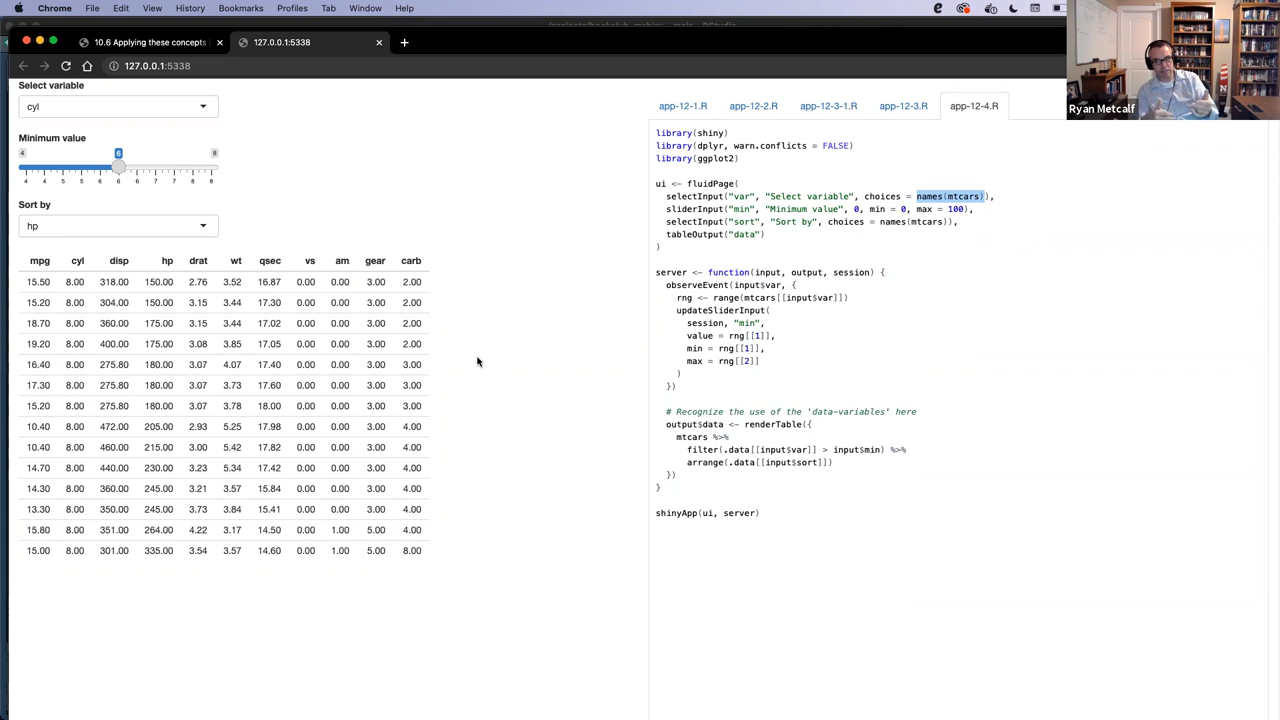 Chrome File Edit View History Bookmarks Profiles Tab Window Help
10.6 Applying these concepts
127.0.0.1:5338
127.0.0.1:5338
Ryan Metcalf
Select variable
cyl
Minimum value
4 6 8
4 4 5 5 6 6 6 7 7 8 8
Sort by
hp
mpg cyl disp hp drat wt qsec vs am gear carb
15.50 8.00 318.00 150.00 2.76 3.52 16.87 0.00 0.00 3.00 2.00
15.20 8.00 304.00 150.00 3.15 3.44 17.30 0.00 0.00 3.00 2.00
18.70 8.00 360.00 175.00 3.15 3.44 17.02 0.00 0.00 3.00 2.00
19.20 8.00 400.00 175.00 3.08 3.85 17.05 0.00 0.00 3.00 2.00
16.40 8.00 275.80 180.00 3.07 4.07 17.40 0.00 0.00 3.00 3.00
17.30 8.00 275.80 180.00 3.07 3.73 17.60 0.00 0.00 3.00 3.00
15.20 8.00 275.80 180.00 3.07 3.78 18.00 0.00 0.00 3.00 3.00
10.40 8.00 472.00 205.00 2.93 5.25 17.98 0.00 0.00 3.00 4.00
10.40 8.00 460.00 215.00 3.00 5.42 17.82 0.00 0.00 3.00 4.00
14.70 8.00 440.00 230.00 3.23 5.34 17.42 0.00 0.00 3.00 4.00
14.30 8.00 360.00 245.00 3.21 3.57 15.84 0.00 0.00 3.00 4.00
13.30 8.00 350.00 245.00 3.73 3.84 15.41 0.00 0.00 3.00 4.00
15.80 8.00 351.00 264.00 4.22 3.17 14.50 0.00 1.00 5.00 4.00
15.00 8.00 301.00 335.00 3.54 3.57 14.60 0.00 1.00 5.00 8.00
app-12-1.R app-12-2.R app-12-3-1.R app-12-3.R app-12-4.R
library(shiny)
library(dplyr, warn.conflicts = FALSE)
library(ggplot2)
ui <- fluidPage(
selectInput("var", "Select variable", choices = names(mtcars)),
sliderInput("min", "Minimum value", 0, min = 0, max = 100),
selectInput("sort", "Sort by", choices = names(mtcars)),
tableOutput("data")
)
server <- function(input, output, session) {
observeEvent(input$var, {
rng <- range(mtcars[[input$var]])
updateSliderInput(
session, "min",
value = rng[[1]],
min = rng[[1]],
max = rng[[2]]
)
})
# Recognize the use of the 'data-variables' here
output$data <- renderTable({
mtcars %>%
filter(.data[[input$var]] > input$min) %>%
arrange(.data[[input$sort]])
})
}
shinyApp(ui, server)